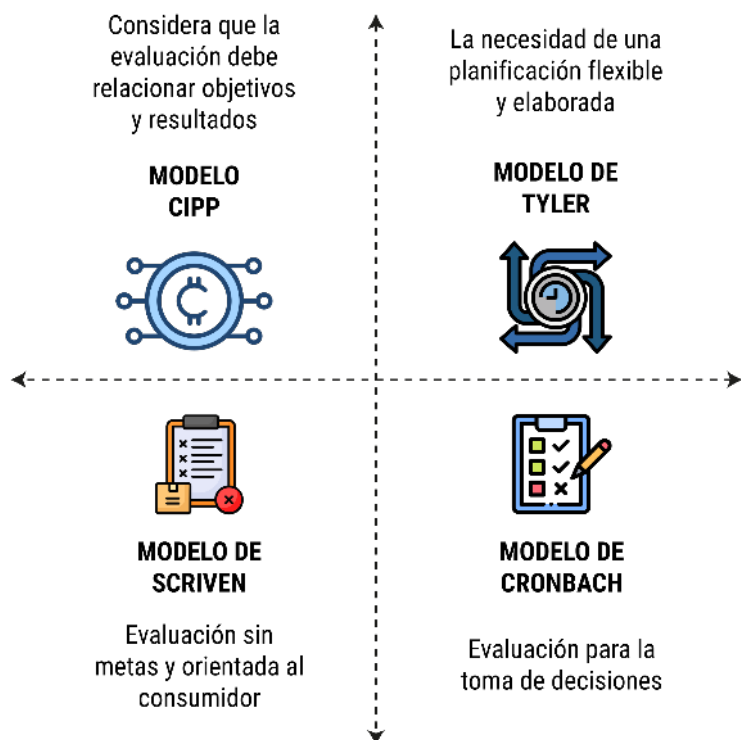 Considera que la
evaluación debe
relacionar objetivos
y resultados
MODELO
CIPP
La necesidad de una
planificación flexible
y elaborada
MODELO DE
TYLER
MODELO DE
SCRIVEN
Evaluación sin
metas y orientada al
consumidor
MODELO DE
CRONBACH
Evaluación para la
toma de decisiones